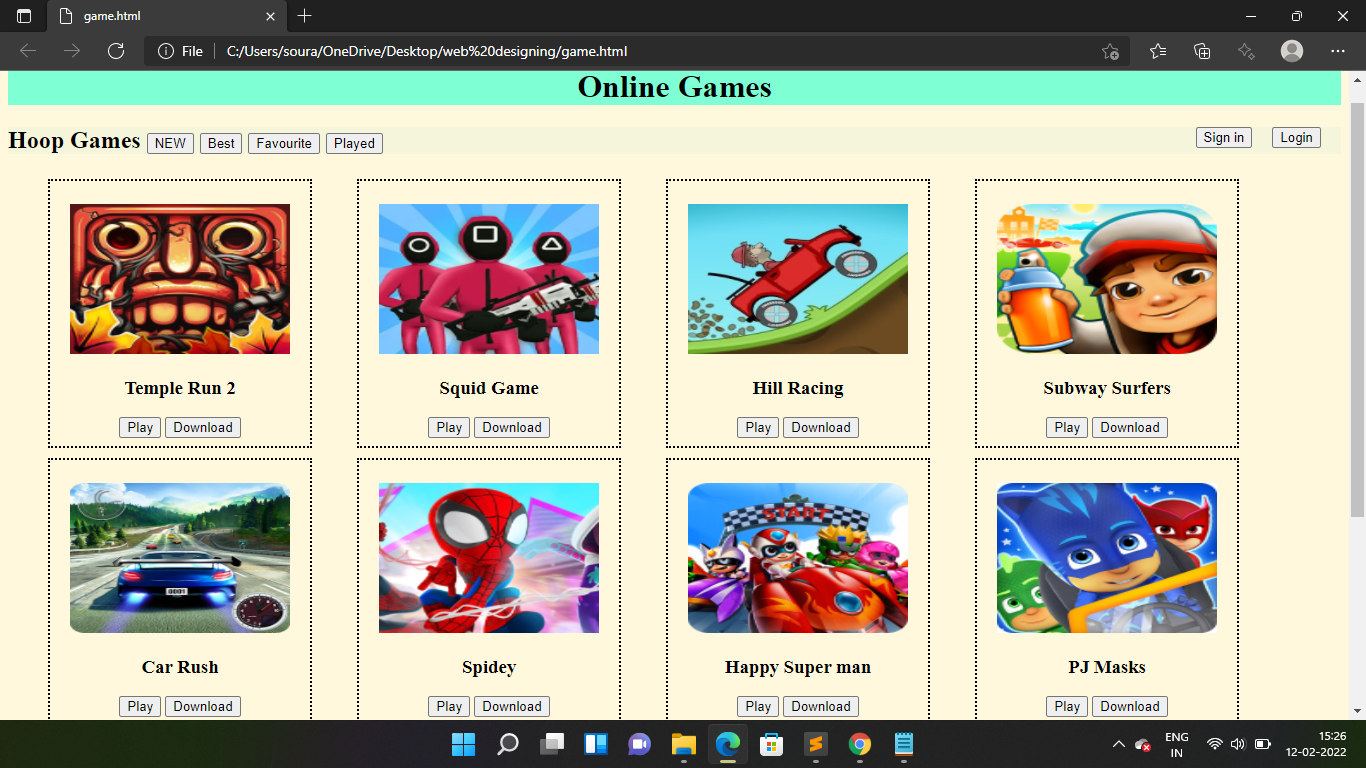 game.html
File C:/Users/soura/OneDrive/Desktop/web%20designing/game.html
Online Games
Hoop Games NEW Best Favourite Played Sign in Login
Temple Run 2 Squid Game Hill Racing Subway Surfers
Play Download Play Download Play Download Play Download
0001 START
Car Rush Spidey Happy Super man PJ Masks
Play Download Play Download Play Download Play Download
ENG 15:26
IN 12-02-2022